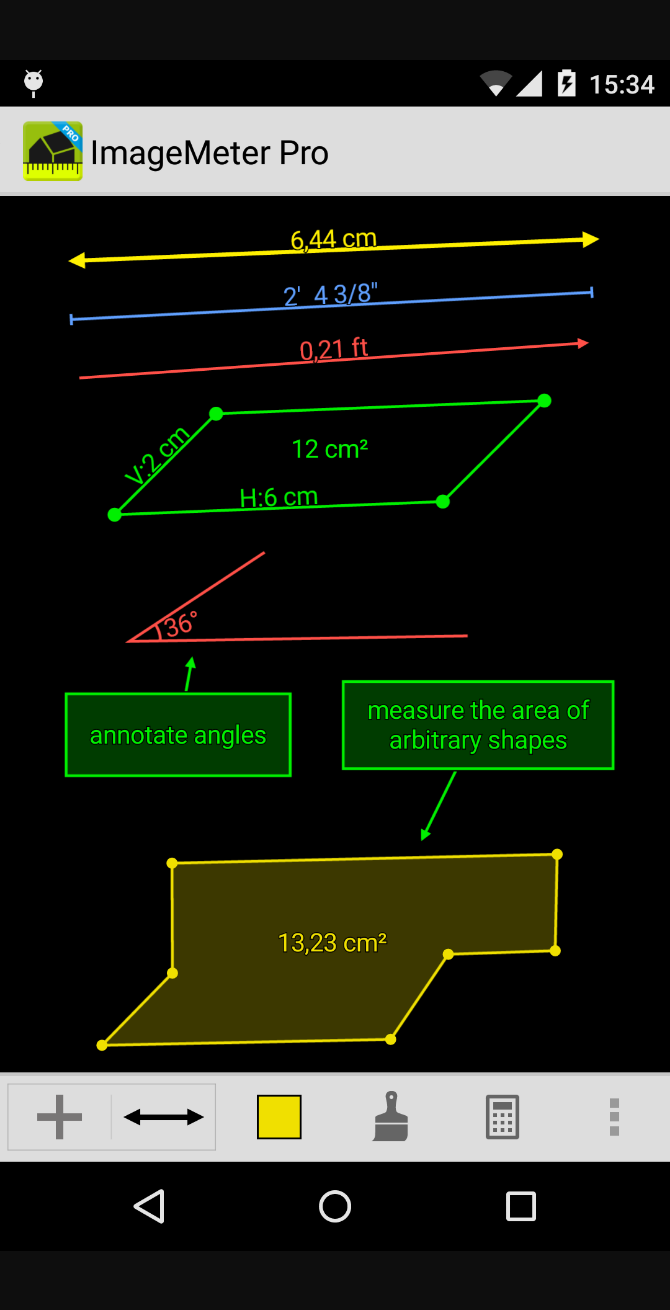 15:34
PRO
ImageMeter Pro
6,44 cm
2' 4 3/8"
0,21 ft
V:2 cm
12 cm²
H:6 cm
36°
annotate angles
measure the area of
arbitrary shapes
13,23 cm²